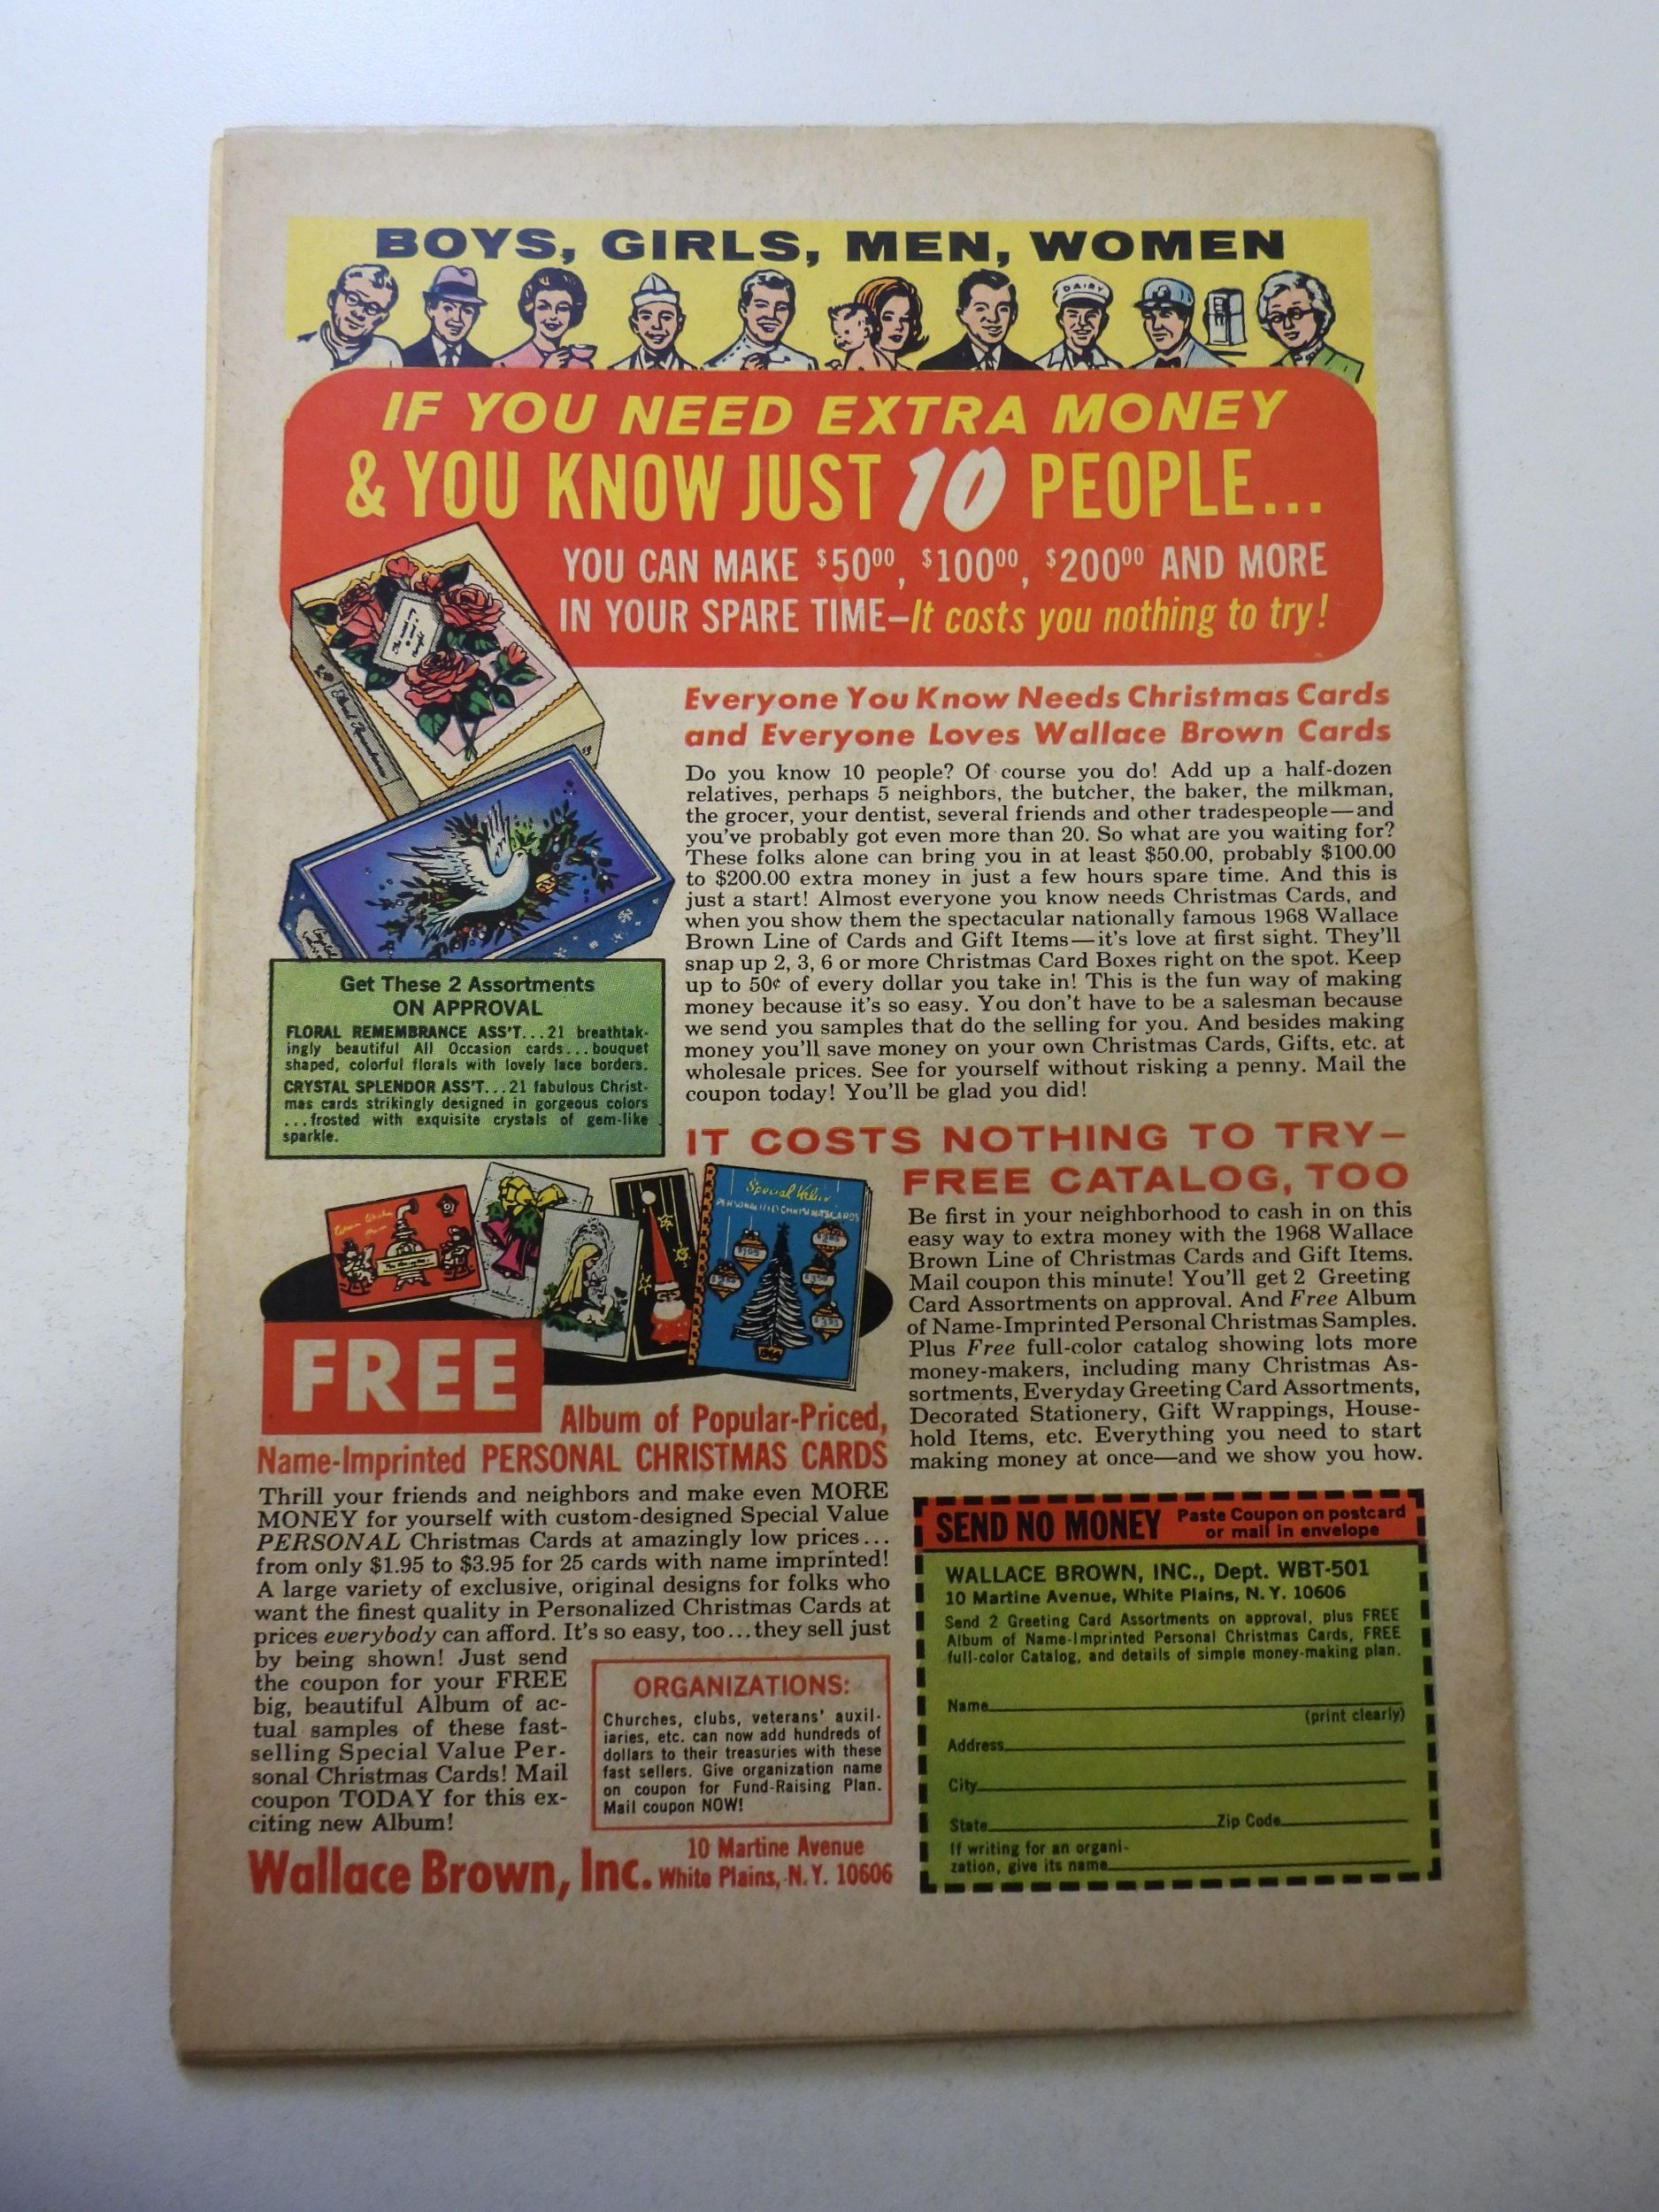 BOYS, GIRLS, MEN, WOMEN
DAIRY
IF YOU NEED EXTRA MONEY
& YOU KNOW JUST 10 PEOPLE...
YOU CAN MAKE $50.00, $100.00, $200.00 AND MORE
IN YOUR SPARE TIME—It costs you nothing to try!
Floral Remembrance
Everyone You Know Needs Christmas Cards
and Everyone Loves Wallace Brown Cards
Do you know 10 people? Of course you do! Add up a half-dozen
relatives, perhaps 5 neighbors, the butcher, the baker, the milkman,
the grocer, your dentist, several friends and other tradespeople—and
you've probably got even more than 20. So what are you waiting for?
These folks alone can bring you in at least $50.00, probably $100.00
to $200.00 extra money in just a few hours spare time. And this is
just a start! Almost everyone you know needs Christmas Cards, and
when you show them the spectacular nationally famous 1968 Wallace
Brown Line of Cards and Gift Items—it's love at first sight. They'll
snap up 2, 3, 6 or more Christmas Card Boxes right on the spot. Keep
up to 50¢ of every dollar you take in! This is the fun way of making
money because it's so easy. You don't have to be a salesman because
we send you samples that do the selling for you. And besides making
money you'll save money on your own Christmas Cards, Gifts, etc. at
wholesale prices. See for yourself without risking a penny. Mail the
coupon today! You'll be glad you did!
Get These 2 Assortments
ON APPROVAL
FLORAL REMEMBRANCE ASS'T...21 breathtak-
ingly beautiful All Occasion cards...bouquet
shaped, colorful florals with lovely lace borders.
CRYSTAL SPLENDOR ASS'T...21 fabulous Christ-
mas cards strikingly designed in gorgeous colors
...frosted with exquisite crystals of gem-like
sparkle.
IT COSTS NOTHING TO TRY—
FREE CATALOG, TOO
Be first in your neighborhood to cash in on this
easy way to extra money with the 1968 Wallace
Brown Line of Christmas Cards and Gift Items.
Mail coupon this minute! You'll get 2 Greeting
Card Assortments on approval. And Free Album
of Name-Imprinted Personal Christmas Samples.
Plus Free full-color catalog showing lots more
money-makers, including many Christmas As-
sortments, Everyday Greeting Card Assortments,
Decorated Stationery, Gift Wrappings, House-
hold Items, etc. Everything you need to start
making money at once—and we show you how.
Special Value
PERSONALIZED CHRISTMAS CARDS
FREE
Album of Popular-Priced,
Name-Imprinted PERSONAL CHRISTMAS CARDS
Thrill your friends and neighbors and make even MORE
MONEY for yourself with custom-designed Special Value
PERSONAL Christmas Cards at amazingly low prices...
from only $1.95 to $3.95 for 25 cards with name imprinted!
A large variety of exclusive, original designs for folks who
want the finest quality in Personalized Christmas Cards at
prices everybody can afford. It's so easy, too...they sell just
by being shown! Just send
the coupon for your FREE
big, beautiful Album of ac-
tual samples of these fast-
selling Special Value Per-
sonal Christmas Cards! Mail
coupon TODAY for this ex-
citing new Album!
ORGANIZATIONS:
Churches, clubs, veterans' auxil-
iaries, etc. can now add hundreds of
dollars to their treasuries with these
fast sellers. Give organization name
on coupon for Fund-Raising Plan.
Mail coupon NOW!
Wallace Brown, Inc. 10 Martine Avenue
White Plains, N.Y. 10606
SEND NO MONEY Paste Coupon on postcard
or mail in envelope
WALLACE BROWN, INC., Dept. WBT-501
10 Martine Avenue, White Plains, N.Y. 10606
Send 2 Greeting Card Assortments on approval, plus FREE
Album of Name-Imprinted Personal Christmas Cards, FREE
full-color Catalog, and details of simple money-making plan.
Name
(print clearly)
Address
City
State Zip Code
If writing for an organi-
zation, give its name